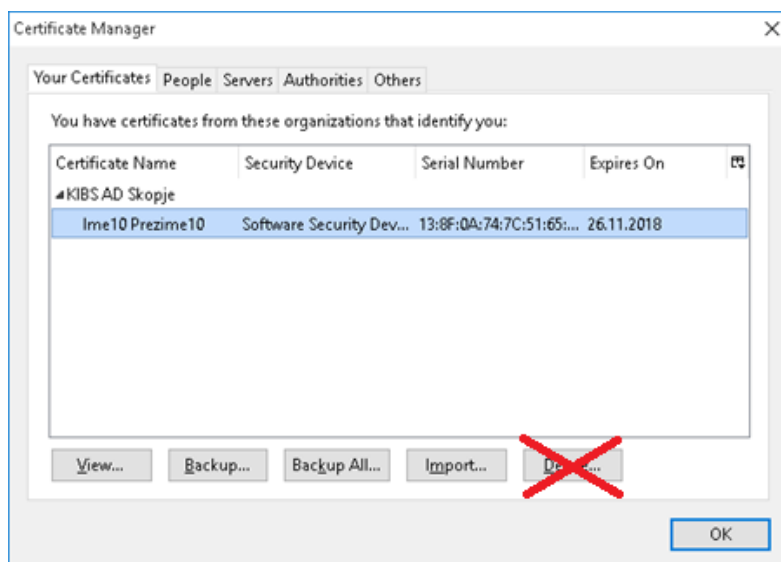 Certificate Manager
Your Certificates People Servers Authorities Others
You have certificates from these organizations that identify you:
Certificate Name Security Device Serial Number Expires On
KIBS AD Skopje
Ime10 Prezime10 Software Security Dev... 13:8F:0A:74:7C:51:65:... 26.11.2018
View... Backup... Backup All... Import...
OK